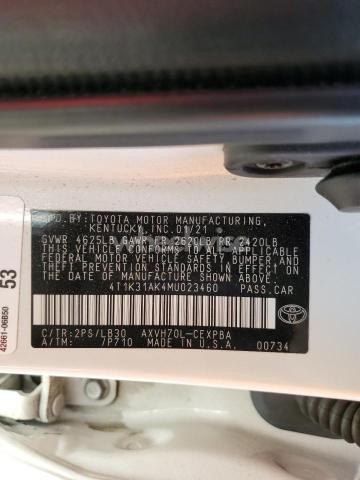 MFD. BY: TOYOTA MOTOR MANUFACTURING,
KENTUCKY, INC. 01/21
GVWR 4625LB GAWR FR 2620LB RR 2420LB
THIS VEHICLE CONFORMS TO ALL APPLICABLE
FEDERAL MOTOR VEHICLE SAFETY, BUMPER,
AND THEFT PREVENTION STANDARDS IN EFFECT ON
THE DATE OF MANUFACTURE SHOWN ABOVE.
4T1K31AK4MU023460 PASS.CAR
C/TR:2PS/LB30 AXVH70L-CEXPBA
A/TM: /P710 MADE IN U.S.A. 00734
53
42661-06B50